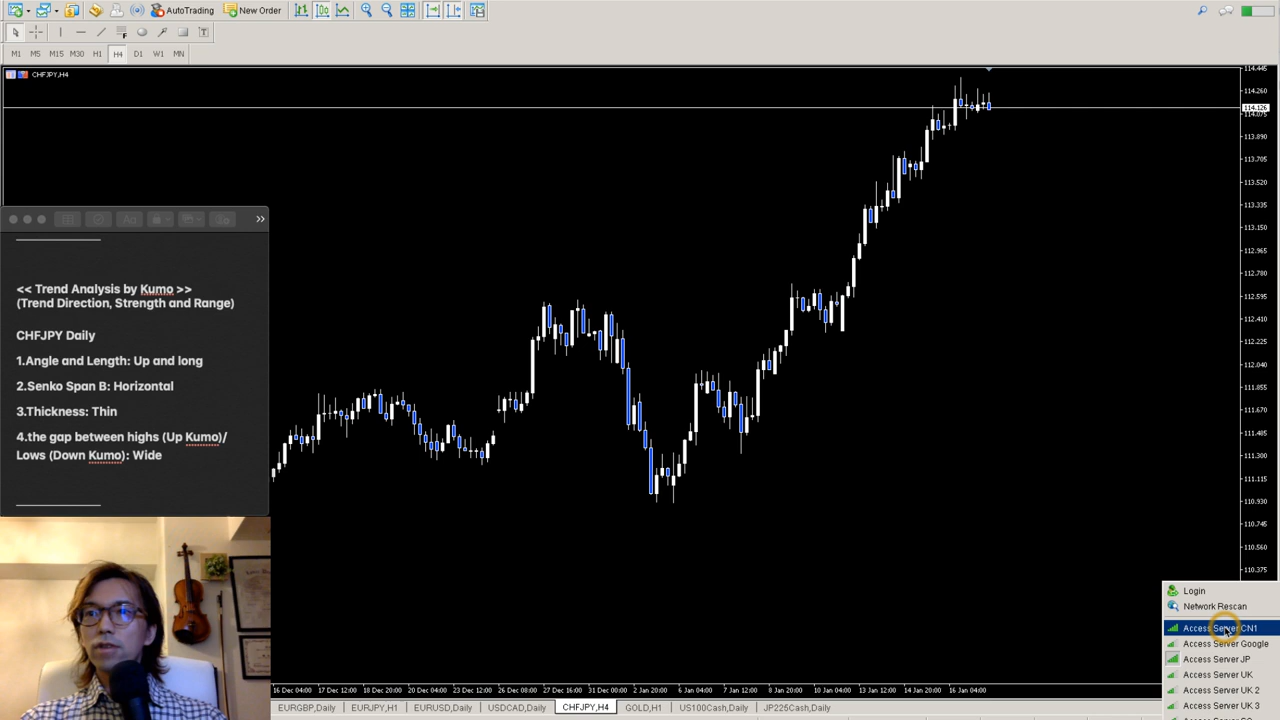 AutoTrading
New Order
T
M1 M5 M15 M30 H1 H4 D1 W1 MN
CHFJPY,H4
114.445
114.260
114.126
114.075
113.890
113.705
113.520
113.335
113.150
112.965
112.780
112.595
112.410
112.225
112.040
111.855
111.670
111.485
111.300
111.115
110.930
110.745
110.560
110.375
Aa
>>
<< Trend Analysis by Kumo >>
(Trend Direction, Strength and Range)
CHFJPY Daily
1.Angle and Length: Up and long
2.Senko Span B: Horizontal
3.Thickness: Thin
4.the gap between highs (Up Kumo)/
Lows (Down Kumo): Wide
Login
Network Rescan
Access Server CN1
Access Server Google
Access Server JP
Access Server UK
Access Server UK 2
Access Server UK 3
16 Dec 04:00 17 Dec 12:00 18 Dec 20:00 20 Dec 04:00 23 Dec 12:00 26 Dec 08:00 27 Dec 16:00 31 Dec 00:00 2 Jan 20:00 6 Jan 04:00 7 Jan 12:00 8 Jan 20:00 10 Jan 04:00 13 Jan 12:00 14 Jan 20:00 16 Jan 04:00
EURGBP,Daily EURJPY,H1 EURUSD,Daily USDCAD,Daily CHFJPY,H4 GOLD,H1 US100Cash,Daily JP225Cash,Daily